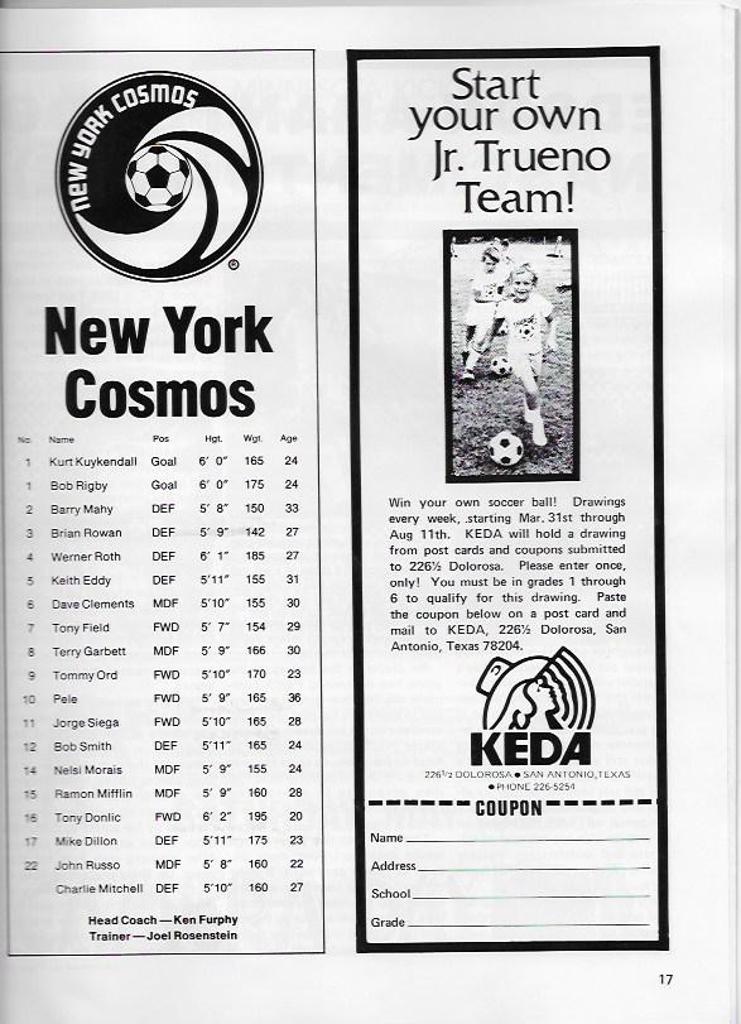 NEW YORK COSMOS
®
New York
Cosmos
No. Name Pos Hgt. Wgt. Age
1 Kurt Kuykendall Goal 6' 0" 165 24
1 Bob Rigby Goal 6' 0" 175 24
2 Barry Mahy DEF 5' 8" 150 33
3 Brian Rowan DEF 5' 9" 142 27
4 Werner Roth DEF 6' 1" 185 27
5 Keith Eddy DEF 5'11" 155 31
6 Dave Clements MDF 5'10" 155 30
7 Tony Field FWD 5' 7" 154 29
8 Terry Garbett MDF 5' 9" 166 30
9 Tommy Ord FWD 5'10" 170 23
10 Pele FWD 5' 9" 165 36
11 Jorge Siega FWD 5'10" 165 28
12 Bob Smith DEF 5'11" 165 24
14 Nelsi Morais MDF 5' 9" 155 24
15 Ramon Mifflin MDF 5' 9" 160 28
16 Tony Donlic FWD 6' 2" 195 20
17 Mike Dillon DEF 5'11" 175 23
22 John Russo MDF 5' 8" 160 22
Charlie Mitchell DEF 5'10" 160 27
Head Coach — Ken Furphy
Trainer — Joel Rosenstein
Start
your own
Jr. Trueno
Team!
Win your own soccer ball! Drawings
every week, starting Mar. 31st through
Aug 11th. KEDA will hold a drawing
from post cards and coupons submitted
to 226½ Dolorosa. Please enter once,
only! You must be in grades 1 through
6 to qualify for this drawing. Paste
the coupon below on a post card and
mail to KEDA, 226½ Dolorosa, San
Antonio, Texas 78204.
KEDA
226½ DOLOROSA ● SAN ANTONIO, TEXAS
● PHONE 226-5254
COUPON
Name
Address
School
Grade
17